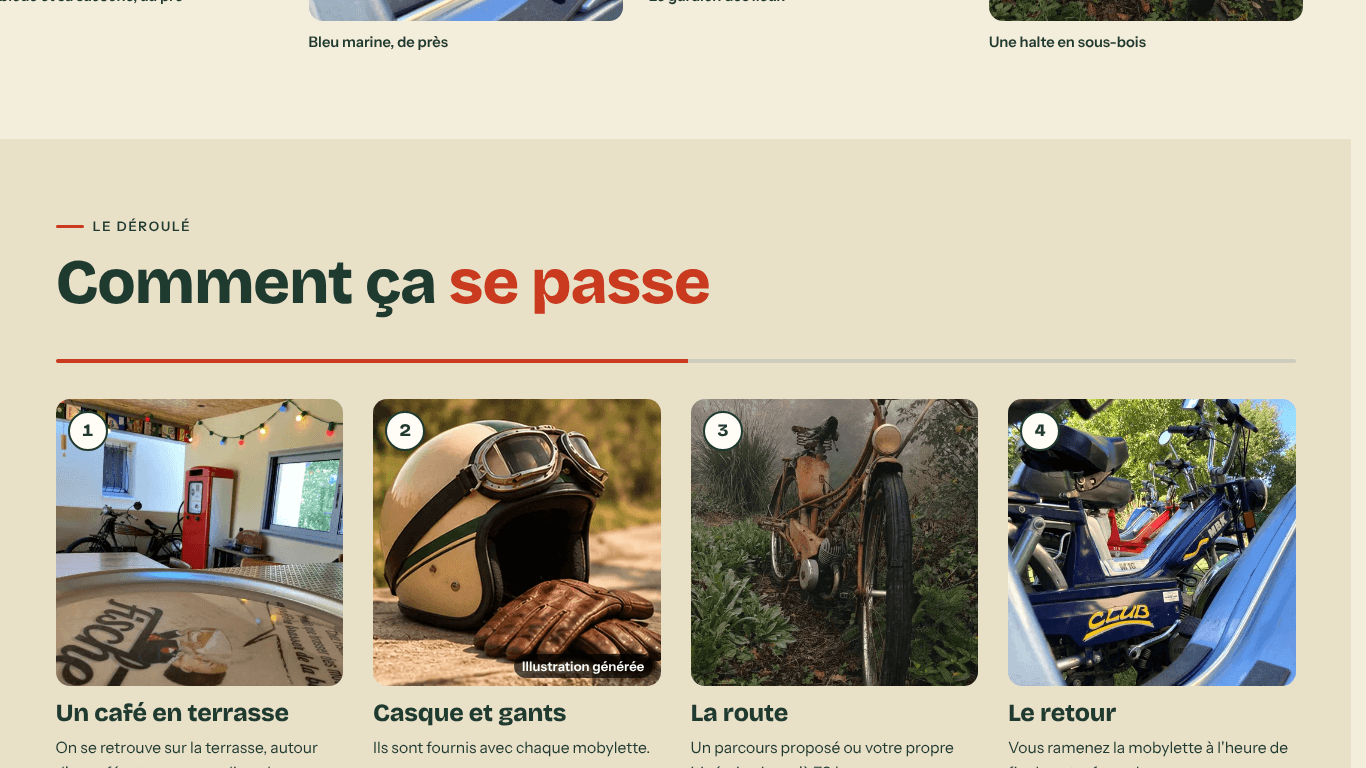 Bleu marine, de près
Une halte en sous-bois
LE DÉROULÉ
Comment ça se passe
1
2
3
4
Fisch
CLUB
MBK
Illustration générée
Un café en terrasse
Casque et gants
La route
Le retour
On se retrouve sur la terrasse, autour
Ils sont fournis avec chaque mobylette.
Un parcours proposé ou votre propre
Vous ramenez la mobylette à l'heure de